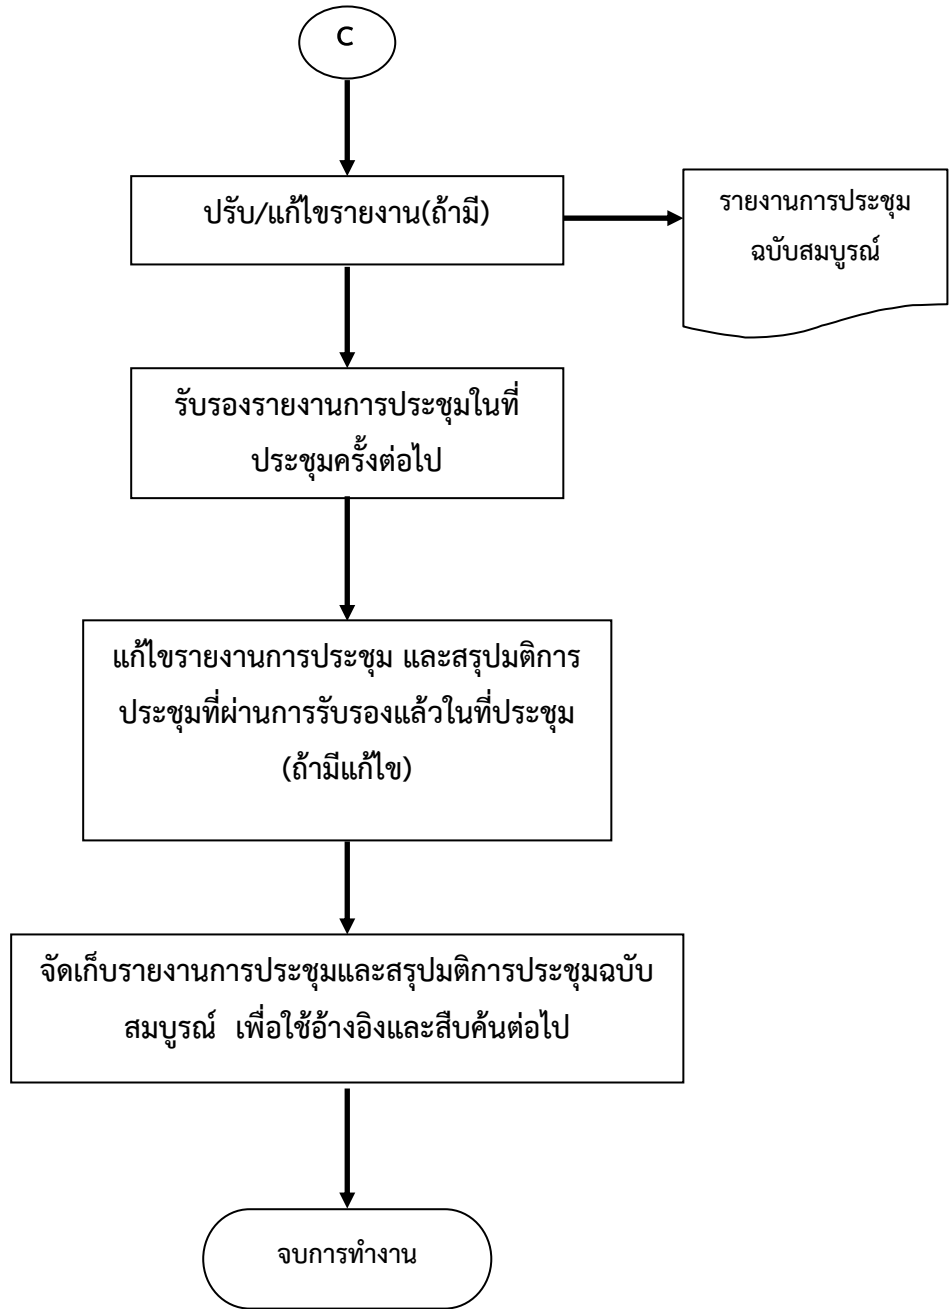 C
ปรับ/แก้ไขรายงาน(ถ้ามี)
รายงานการประชุม
ฉบับสมบูรณ์
รับรองรายงานการประชุมในที่
ประชุมครั้งต่อไป
แก้ไขรายงานการประชุม และสรุปมติการ
ประชุมที่ผ่านการรับรองแล้วในที่ประชุม
(ถ้ามีแก้ไข)
จัดเก็บรายงานการประชุมและสรุปมติการประชุมฉบับ
สมบูรณ์ เพื่อใช้อ้างอิงและสืบค้นต่อไป
จบการทำงาน